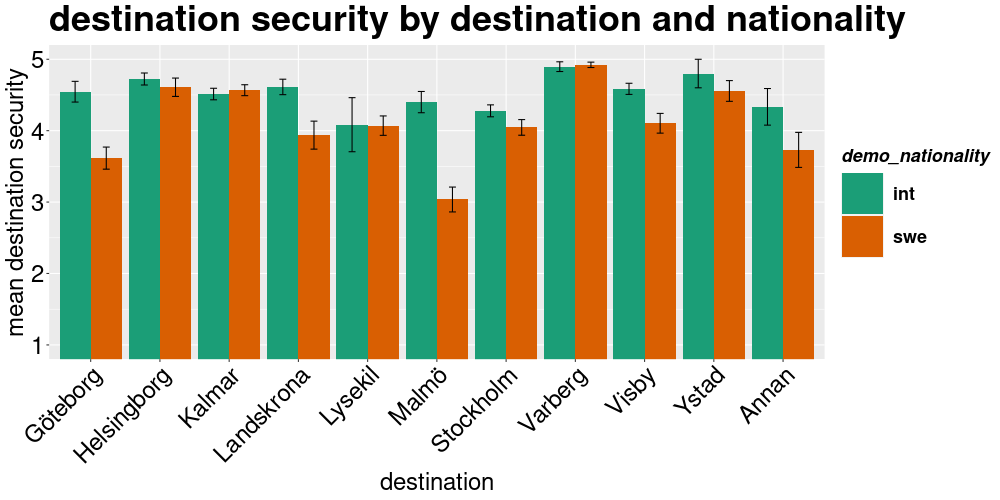 destination security by destination and nationality
mean destination security
5
4
3
2
1
Göteborg
Helsingborg
Kalmar
Landskrona
Lysekil
Malmö
Stockholm
Varberg
Visby
Ystad
Annan
destination
demo_nationality
int
swe